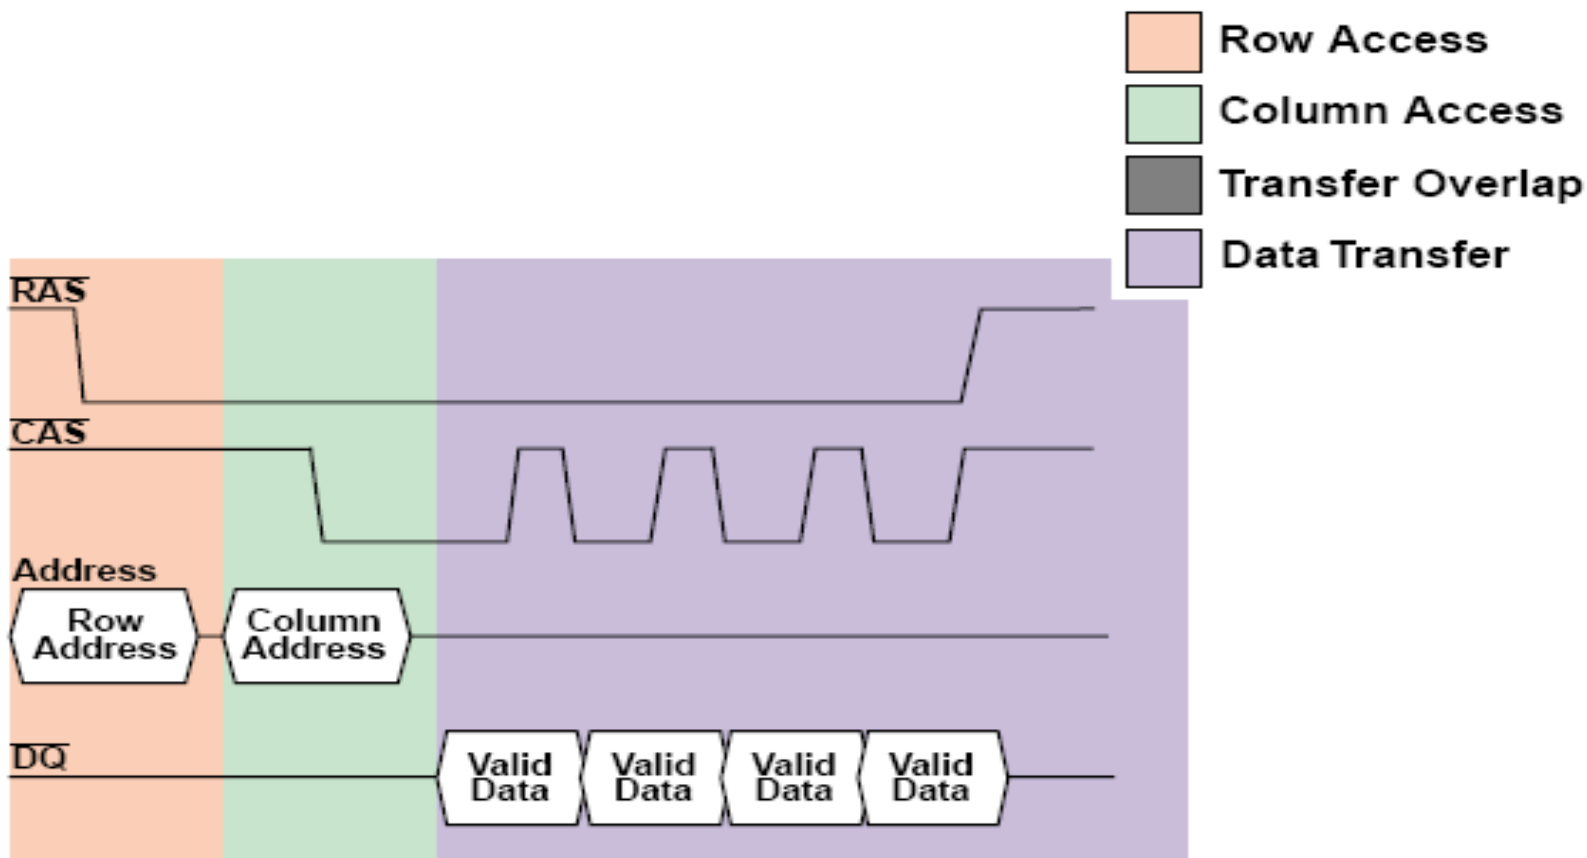 Row Access
Column Access
Transfer Overlap
Data Transfer
RAS
CAS
Address
Row
Address
Column
Address
DQ
Valid
Data
Valid
Data
Valid
Data
Valid
Data